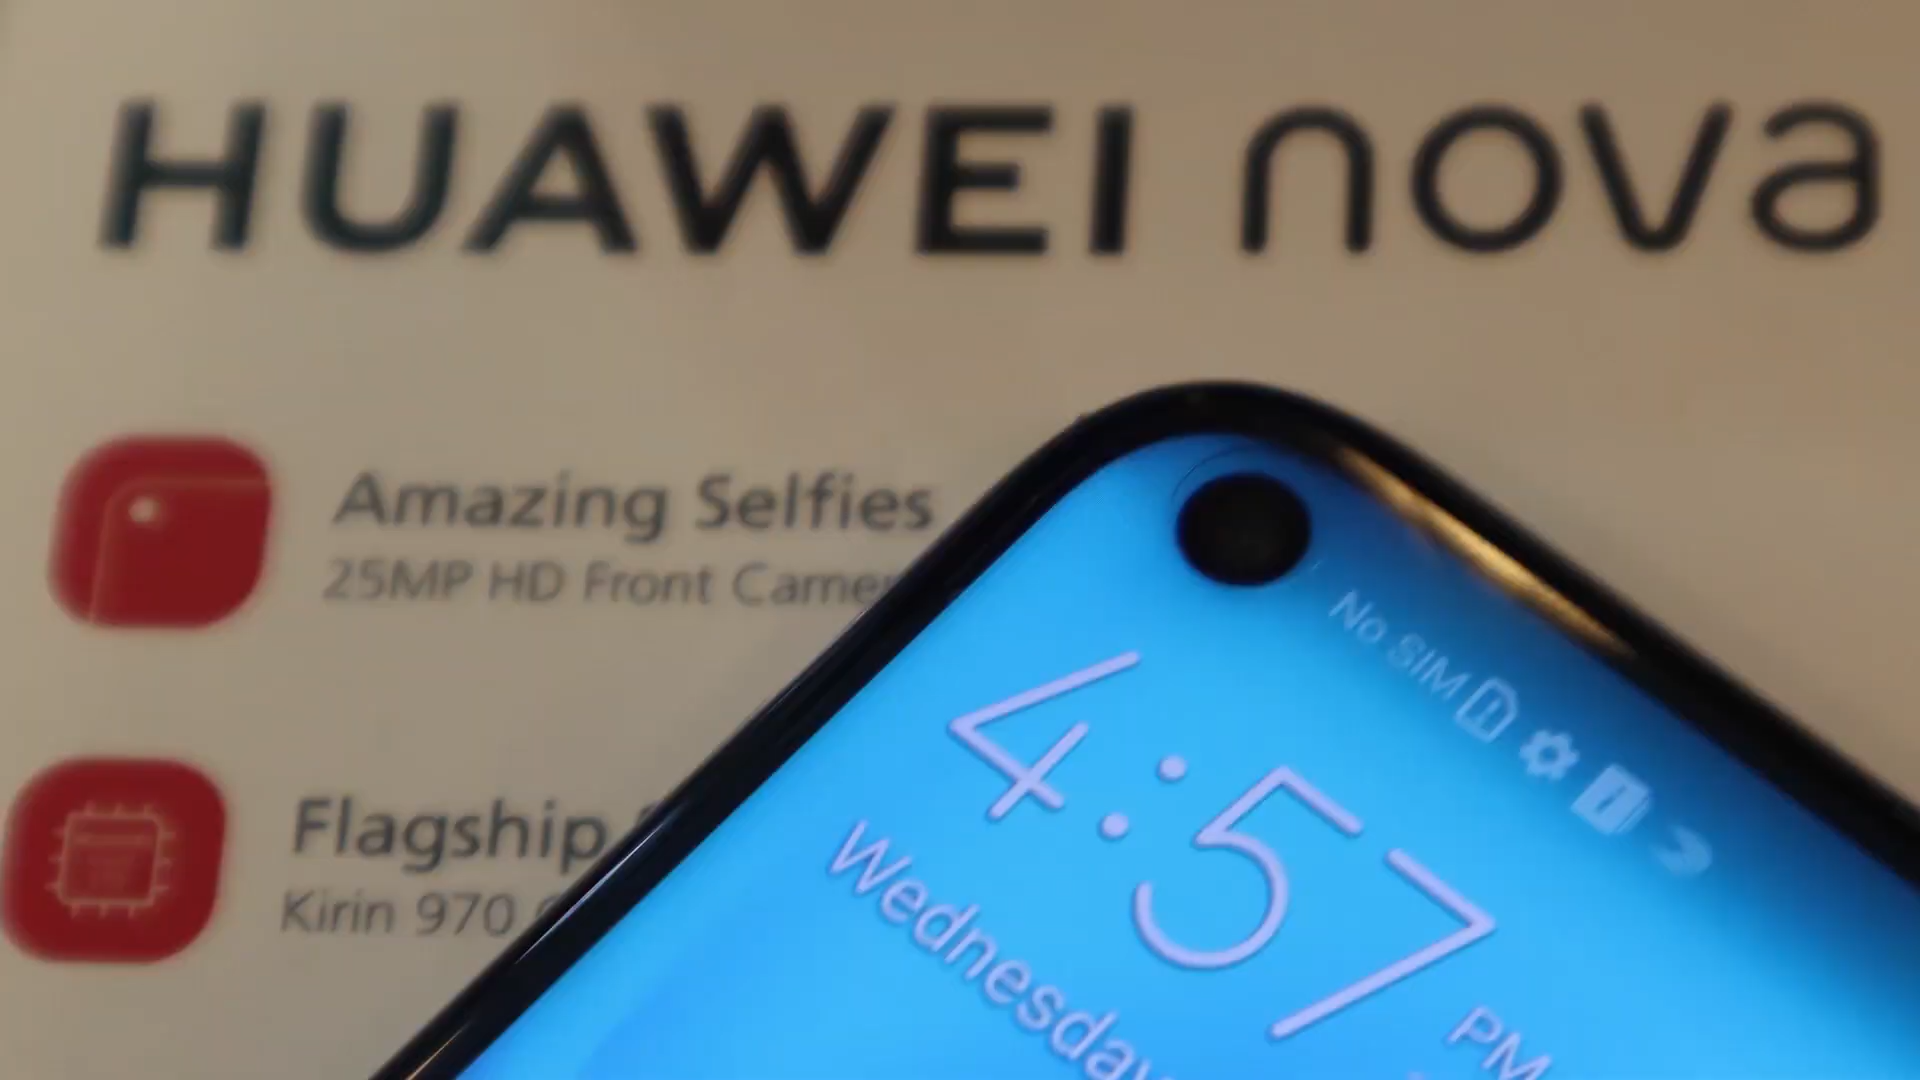 HUAWEI nova
Amazing Selfies
25MP HD Front Camer
Flagship
Kirin 970
No SIM
4:57
PM
Wednesday